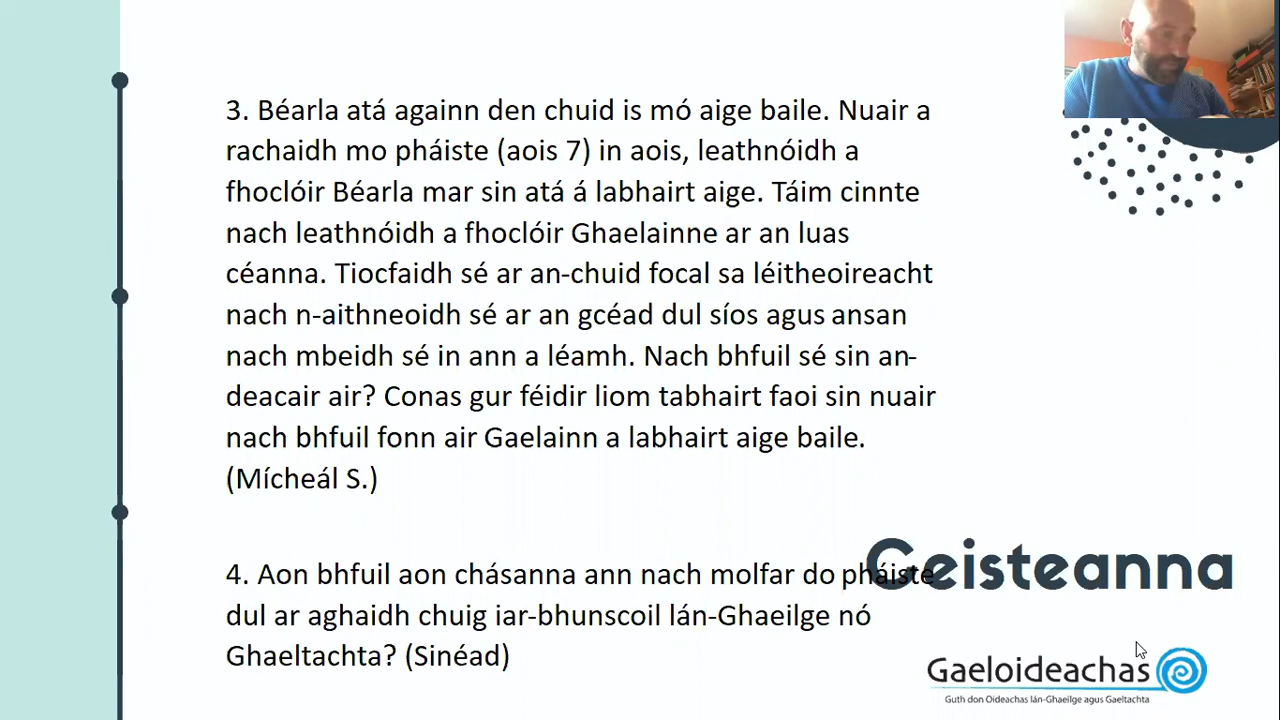 3. Béarla atá againn den chuid is mó aige baile. Nuair a
rachaidh mo pháiste (aois 7) in aois, leathnóidh a
fhoclóir Béarla mar sin atá á labhairt aige. Táim cinnte
nach leathnóidh a fhoclóir Ghaelainne ar an luas
céanna. Tiocfaidh sé ar an-chuid focal sa léitheoireacht
nach n-aithneoidh sé ar an gcéad dul síos agus ansan
nach mbeidh sé in ann a léamh. Nach bhfuil sé sin an-
deacair air? Conas gur féidir liom tabhairt faoi sin nuair
nach bhfuil fonn air Gaelainn a labhairt aige baile.
(Mícheál S.)
4. Aon bhfuil aon chásanna ann nach molfar do pháiste
dul ar aghaidh chuig iar-bhunscoil lán-Ghaeilge nó
Ghaeltachta? (Sinéad)
Ceisteanna
Gaeloideachas
Guth don Oideachas lán-Ghaeilge agus Gaeltachta